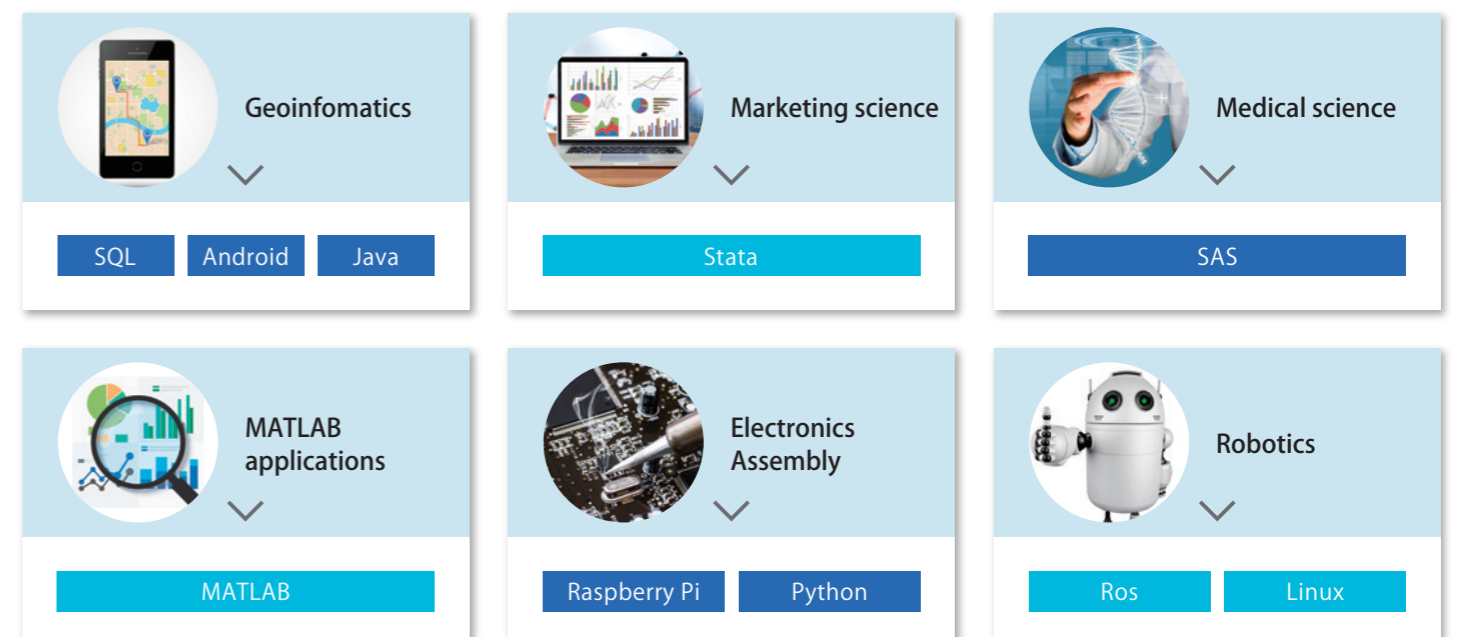 Geoinfomatics
SQL
Android
Java
Marketing science
Stata
Medical science
SAS
MATLAB
applications
MATLAB
Electronics
Assembly
Raspberry Pi
Python
Robotics
Ros
Linux